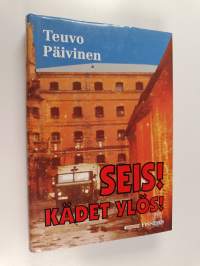 Teuvo
Päivinen
SEIS!
KÄDET YLÖS!